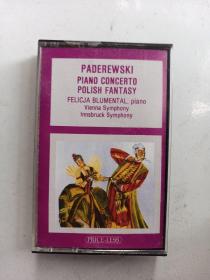 PADEREWSKI
PIANO CONCERTO
POLISH FANTASY
FELICJA BLUMENTAL, piano
Vienna Symphony
Innsbruck Symphony